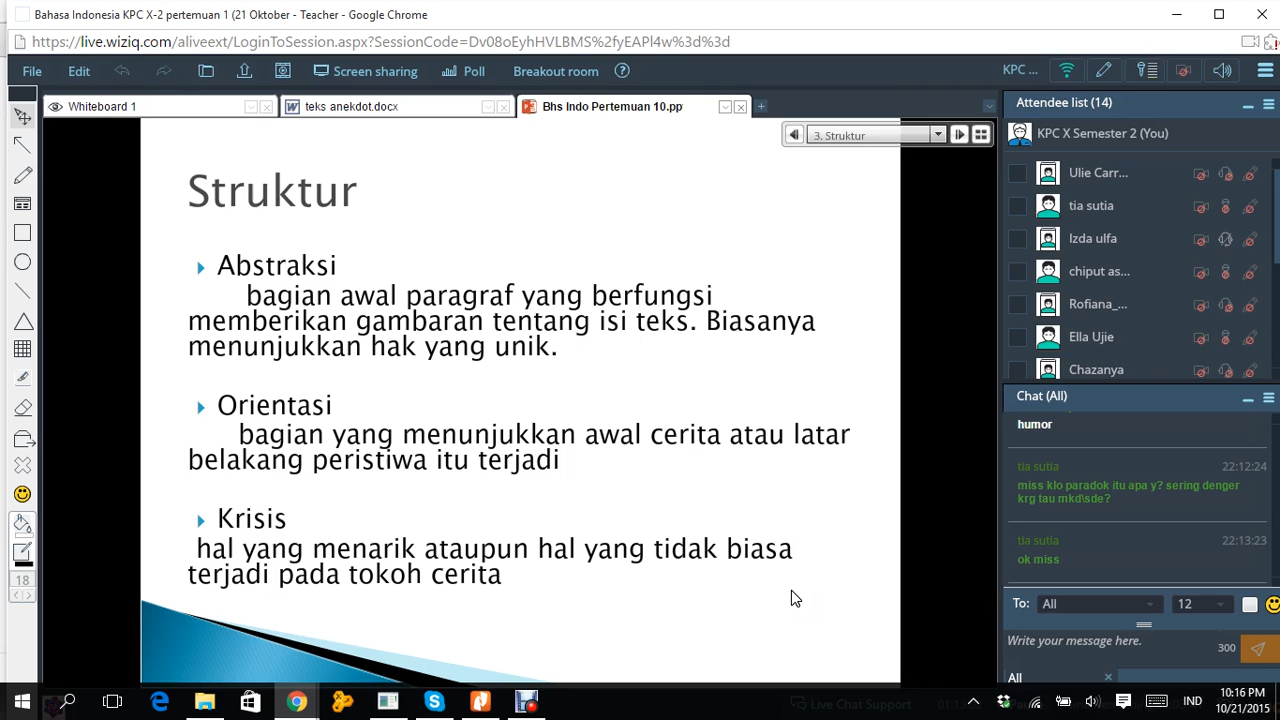 Bahasa Indonesia KPC X-2 pertemuan 1 (21 Oktober - Teacher - Google Chrome
https://live.wiziq.com/aliveext/LoginToSession.aspx?SessionCode=Dv08oEyhHVLBMS%2fyEAPl4w%3d%3d
File Edit Screen sharing Poll Breakout room KPC ...
Whiteboard 1 teks anekdot.docx Bhs Indo Pertemuan 10.pp
3. Struktur
Struktur
Abstraksi
bagian awal paragraf yang berfungsi
memberikan gambaran tentang isi teks. Biasanya
menunjukkan hak yang unik.
Orientasi
bagian yang menunjukkan awal cerita atau latar
belakang peristiwa itu terjadi
Krisis
hal yang menarik ataupun hal yang tidak biasa
terjadi pada tokoh cerita
18
Attendee list (14)
KPC X Semester 2 (You)
Ulie Carr...
tia sutia
Izda ulfa
chiput as...
Rofiana_...
Ella Ujie
Chazanya
Chat (All)
humor
tia sutia 22:12:24
miss klo paradok itu apa y? sering denger
krg tau mkd\sde?
tia sutia 22:13:23
ok miss
To: All 12
Write your message here. 300
All
Live Chat Support
IND
10:16 PM
10/21/2015